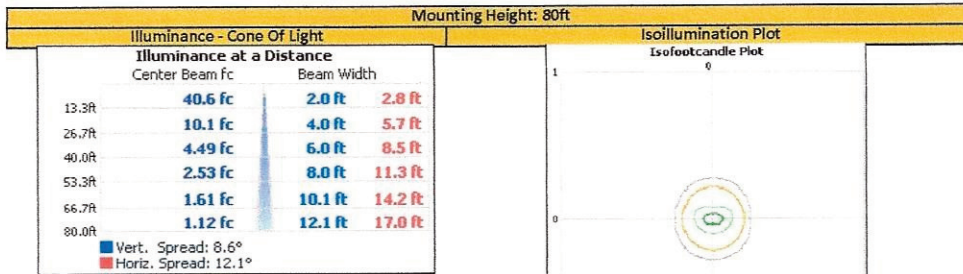 Mounting Height: 80ft
Illuminance - Cone Of Light
Isoillumination Plot
Illuminance at a Distance
Center Beam fc Beam Width
13.3ft 40.6 fc 2.0 ft 2.8 ft
26.7ft 10.1 fc 4.0 ft 5.7 ft
40.0ft 4.49 fc 6.0 ft 8.5 ft
53.3ft 2.53 fc 8.0 ft 11.3 ft
66.7ft 1.61 fc 10.1 ft 14.2 ft
80.0ft 1.12 fc 12.1 ft 17.0 ft
Vert. Spread: 8.6°
Horiz. Spread: 12.1°
Isofootcandle Plot
0
1
0